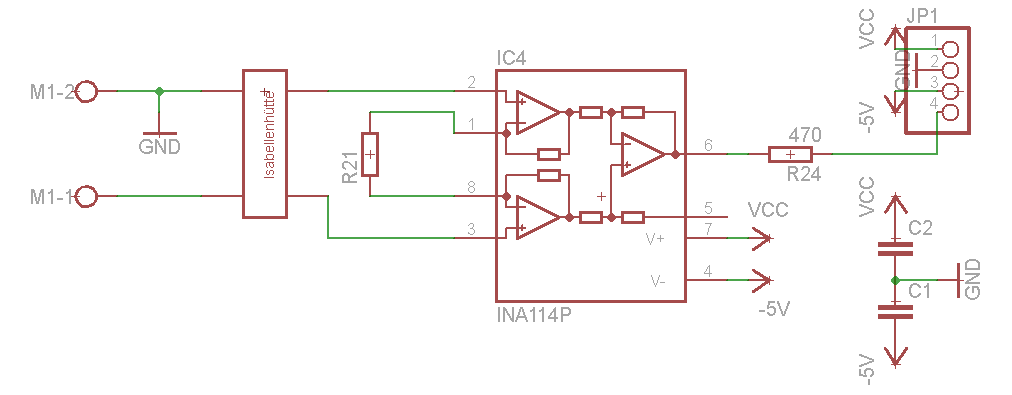 VCC
JP1
1
2
3
4
GND
-5V
IC4
M1-2
GND
Isabellenhütte
M1-1
2
1
8
3
R21
6
5
7
4
V+
V-
VCC
-5V
INA114P
470
R24
VCC
C2
C1
GND
-5V